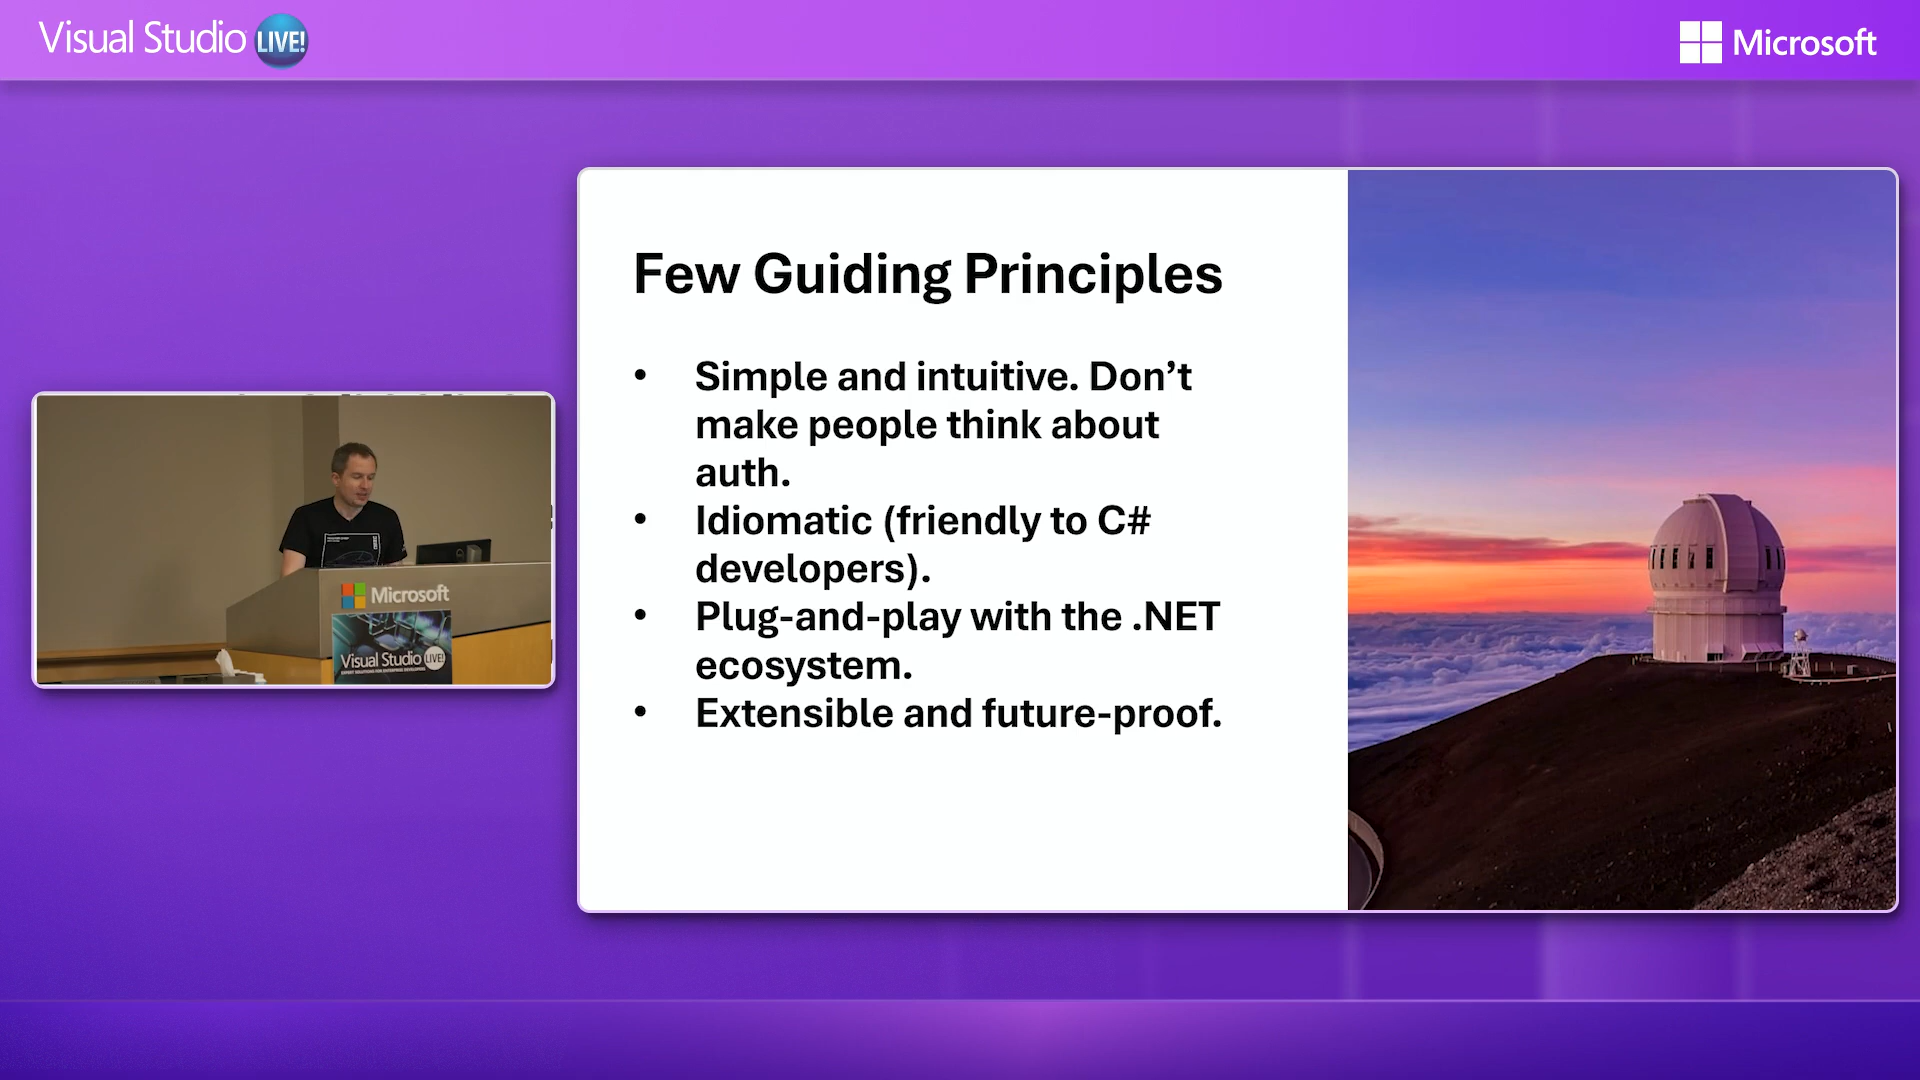 Visual Studio LIVE!
Microsoft
Few Guiding Principles
• Simple and intuitive. Don’t
make people think about
auth.
• Idiomatic (friendly to C#
developers).
• Plug-and-play with the .NET
ecosystem.
• Extensible and future-proof.
Microsoft
Visual Studio LIVE!